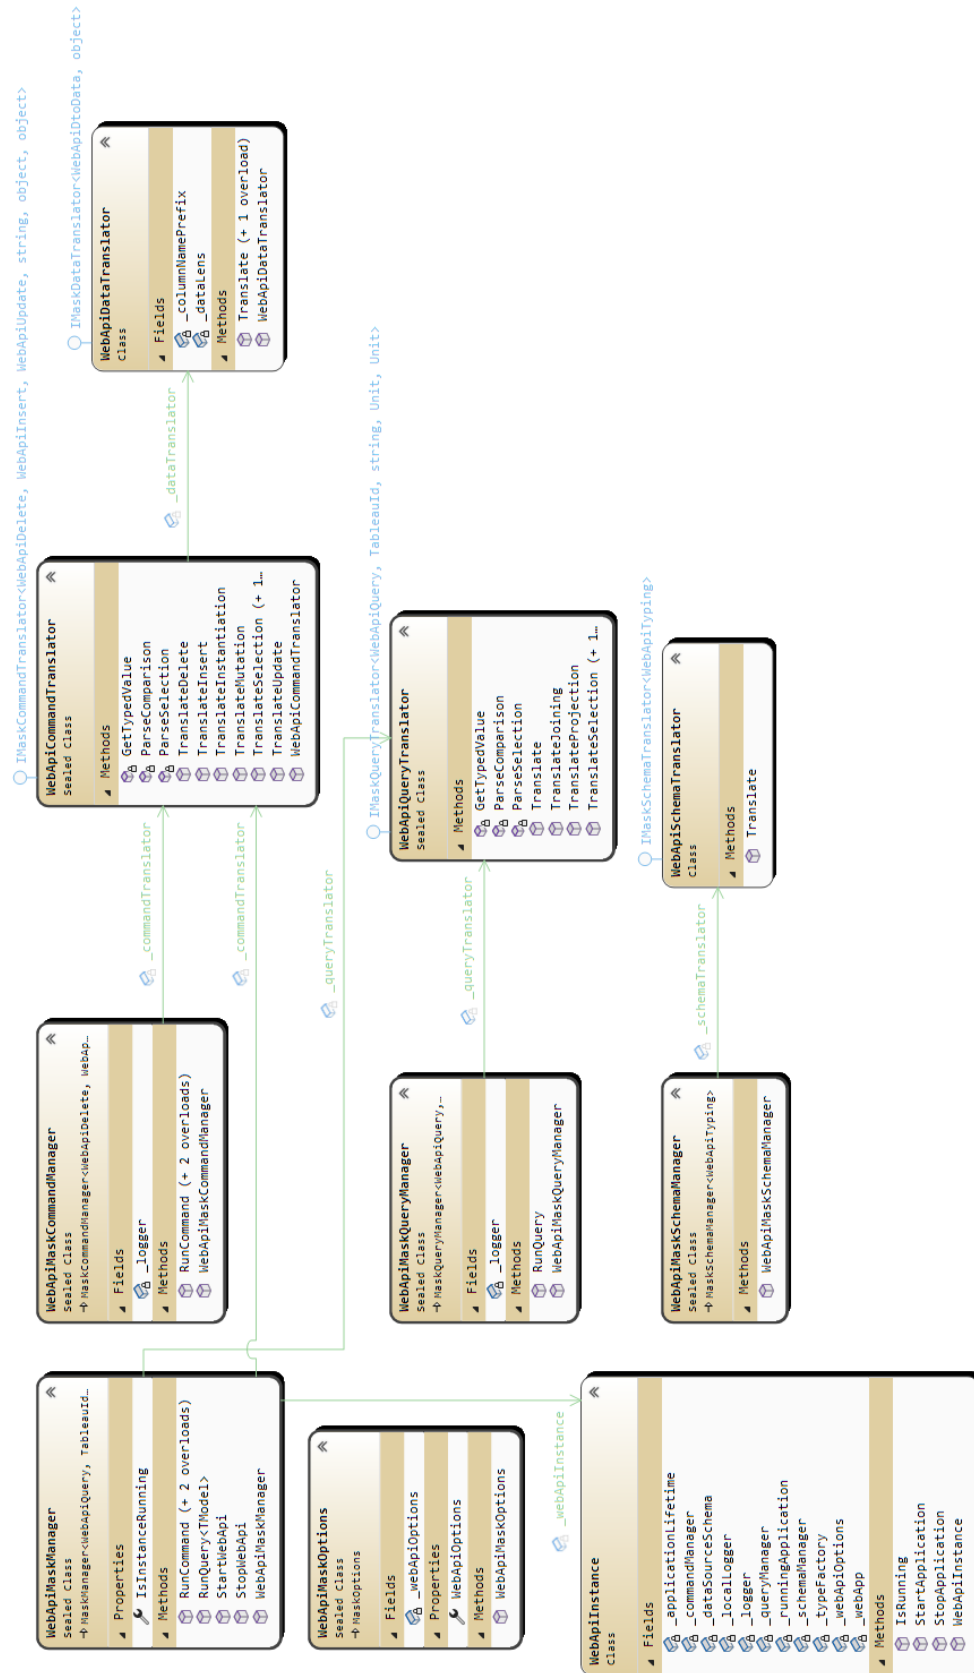 WebApiMaskManager
Sealed Class
MaskManager<WebApiQuery, TableauId…
Properties
IsInstanceRunning
Methods
RunCommand (+ 2 overloads)
RunQuery<TModel>
StartWebApi
StopWebApi
WebApiMaskManager
WebApiMaskCommandManager
Sealed Class
MaskCommandManager<WebApiDelete, WebAp…
Fields
_logger
Methods
RunCommand (+ 2 overloads)
WebApiMaskCommandManager
_commandTranslator
_commandTranslator
IMaskCommandTranslator<WebApiDelete, WebApiInsert, WebApiUpdate, string, object, object>
WebApiCommandTranslator
Sealed Class
Methods
GetTypedValue
ParseComparison
ParseSelection
TranslateDelete
TranslateInsert
TranslateInstantiation
TranslateMutation
TranslateSelection (+ 1…
TranslateUpdate
WebApiCommandTranslator
_dataTranslator
IMaskDataTranslator<WebApiDtoData, object>
WebApiDataTranslator
Class
Fields
_columnNamePrefix
_dataLens
Methods
Translate (+ 1 overload)
WebApiDataTranslator
WebApiMaskOptions
Sealed Class
MaskOptions
Fields
_webApiOptions
Properties
WebApiOptions
Methods
WebApiMaskOptions
_queryTranslator
WebApiMaskQueryManager
Sealed Class
MaskQueryManager<WebApiQuery,…
Fields
_logger
Methods
RunQuery
WebApiMaskQueryManager
_queryTranslator
IMaskQueryTranslator<WebApiQuery, TableauId, string, Unit, Unit>
WebApiQueryTranslator
Sealed Class
Methods
GetTypedValue
ParseComparison
ParseSelection
Translate
TranslateJoining
TranslateProjection
TranslateSelection (+ 1…
_webApiInstance
WebApiInstance
Class
Fields
_applicationLifetime
_commandManager
_dataSourceSchema
_localLogger
_logger
_queryManager
_runningApplication
_schemaManager
_typeFactory
_webApiOptions
_webApp
Methods
IsRunning
StartApplication
StopApplication
WebApiInstance
WebApiMaskSchemaManager
Sealed Class
MaskSchemaManager<WebApiTyping>
Methods
WebApiMaskSchemaManager
_schemaTranslator
IMaskSchemaTranslator<WebApiTyping>
WebApiSchemaTranslator
Class
Methods
Translate